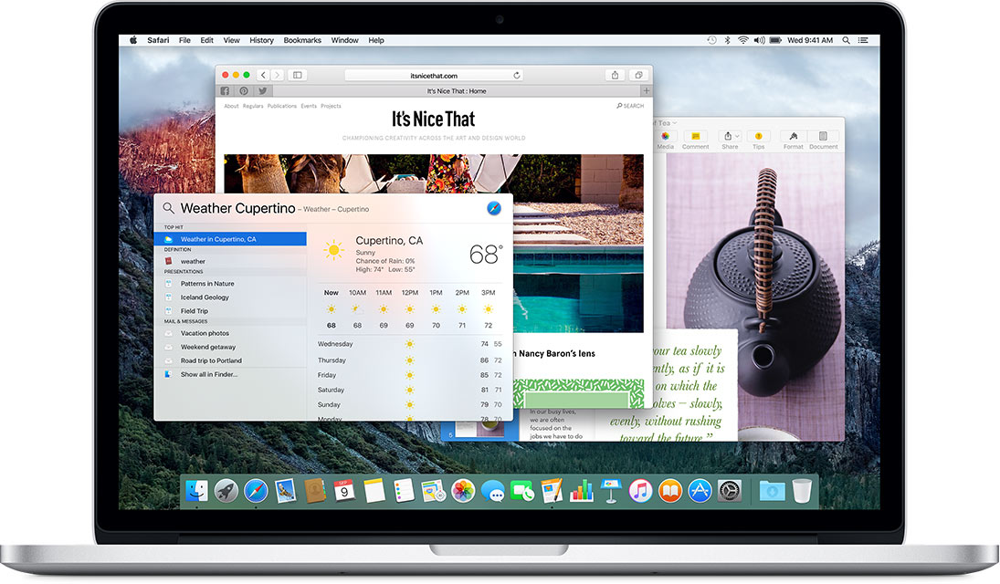 Safari File Edit View History Bookmarks Window Help
Wed 9:41 AM
itsnicethat.com
It's Nice That : Home
About Regulars Publications Events Projects
SEARCH
It's Nice That
CHAMPIONING CREATIVITY ACROSS THE ART AND DESIGN WORLD
of Tea
Media Comment Share Tips Format Document
Weather Cupertino – Weather – Cupertino
TOP HIT
Weather in Cupertino, CA
DEFINITION
weather
PRESENTATIONS
Patterns in Nature
Iceland Geology
Field Trip
MAIL & MESSAGES
Vacation photos
Weekend getaway
Road trip to Portland
Show all in Finder...
Cupertino, CA
Sunny
Chance of Rain: 0%
High: 74° Low: 55°
68°
Now 10AM 11AM 12PM 1PM 2PM 3PM
68 68 69 69 70 71 72
Wednesday 74 55
Thursday 86 72
Friday 85 72
Saturday 81 71
Sunday 79 70
Monday 78 70
Nancy Baron's lens
In our busy lives,
we are often
focused on the
jobs we have to do
5
your tea slowly
ently, as if it is
on which the
olves – slowly,
evenly, without rushing
toward the future.”
SEP
9